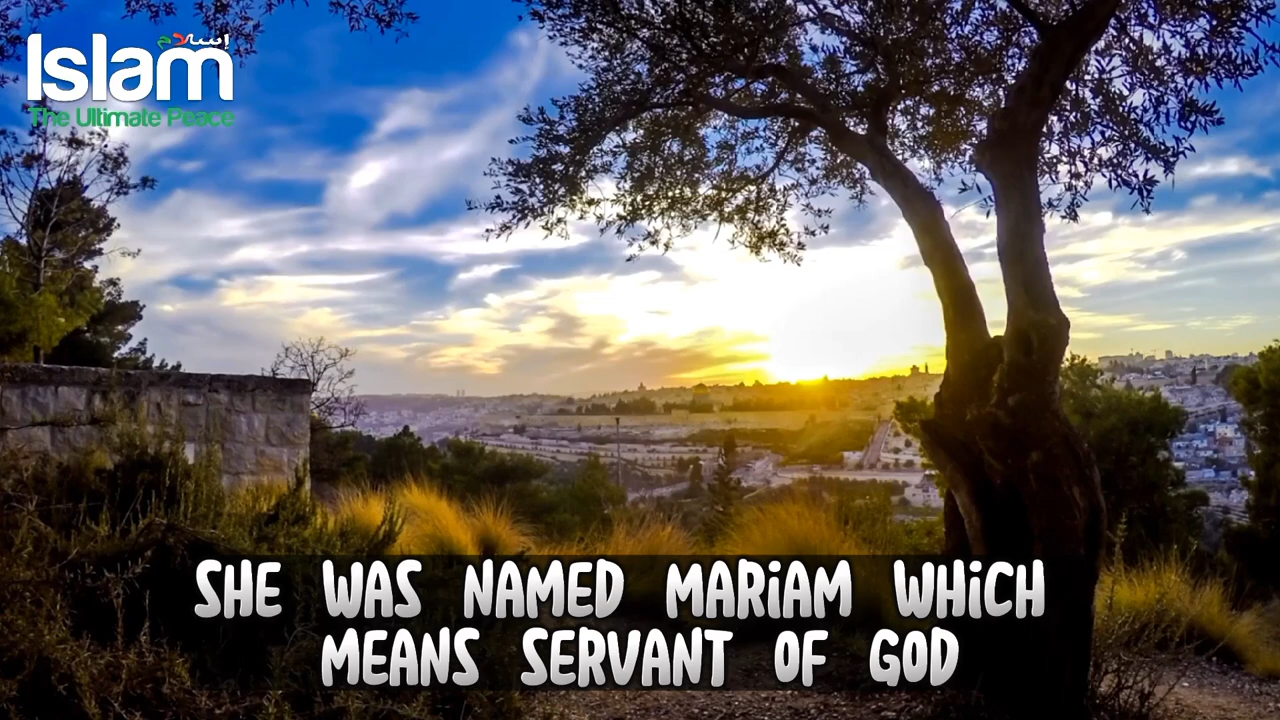 إسلام
Islam
The Ultimate Peace
SHE WAS NAMED MARIAM WHICH
MEANS SERVANT OF GOD